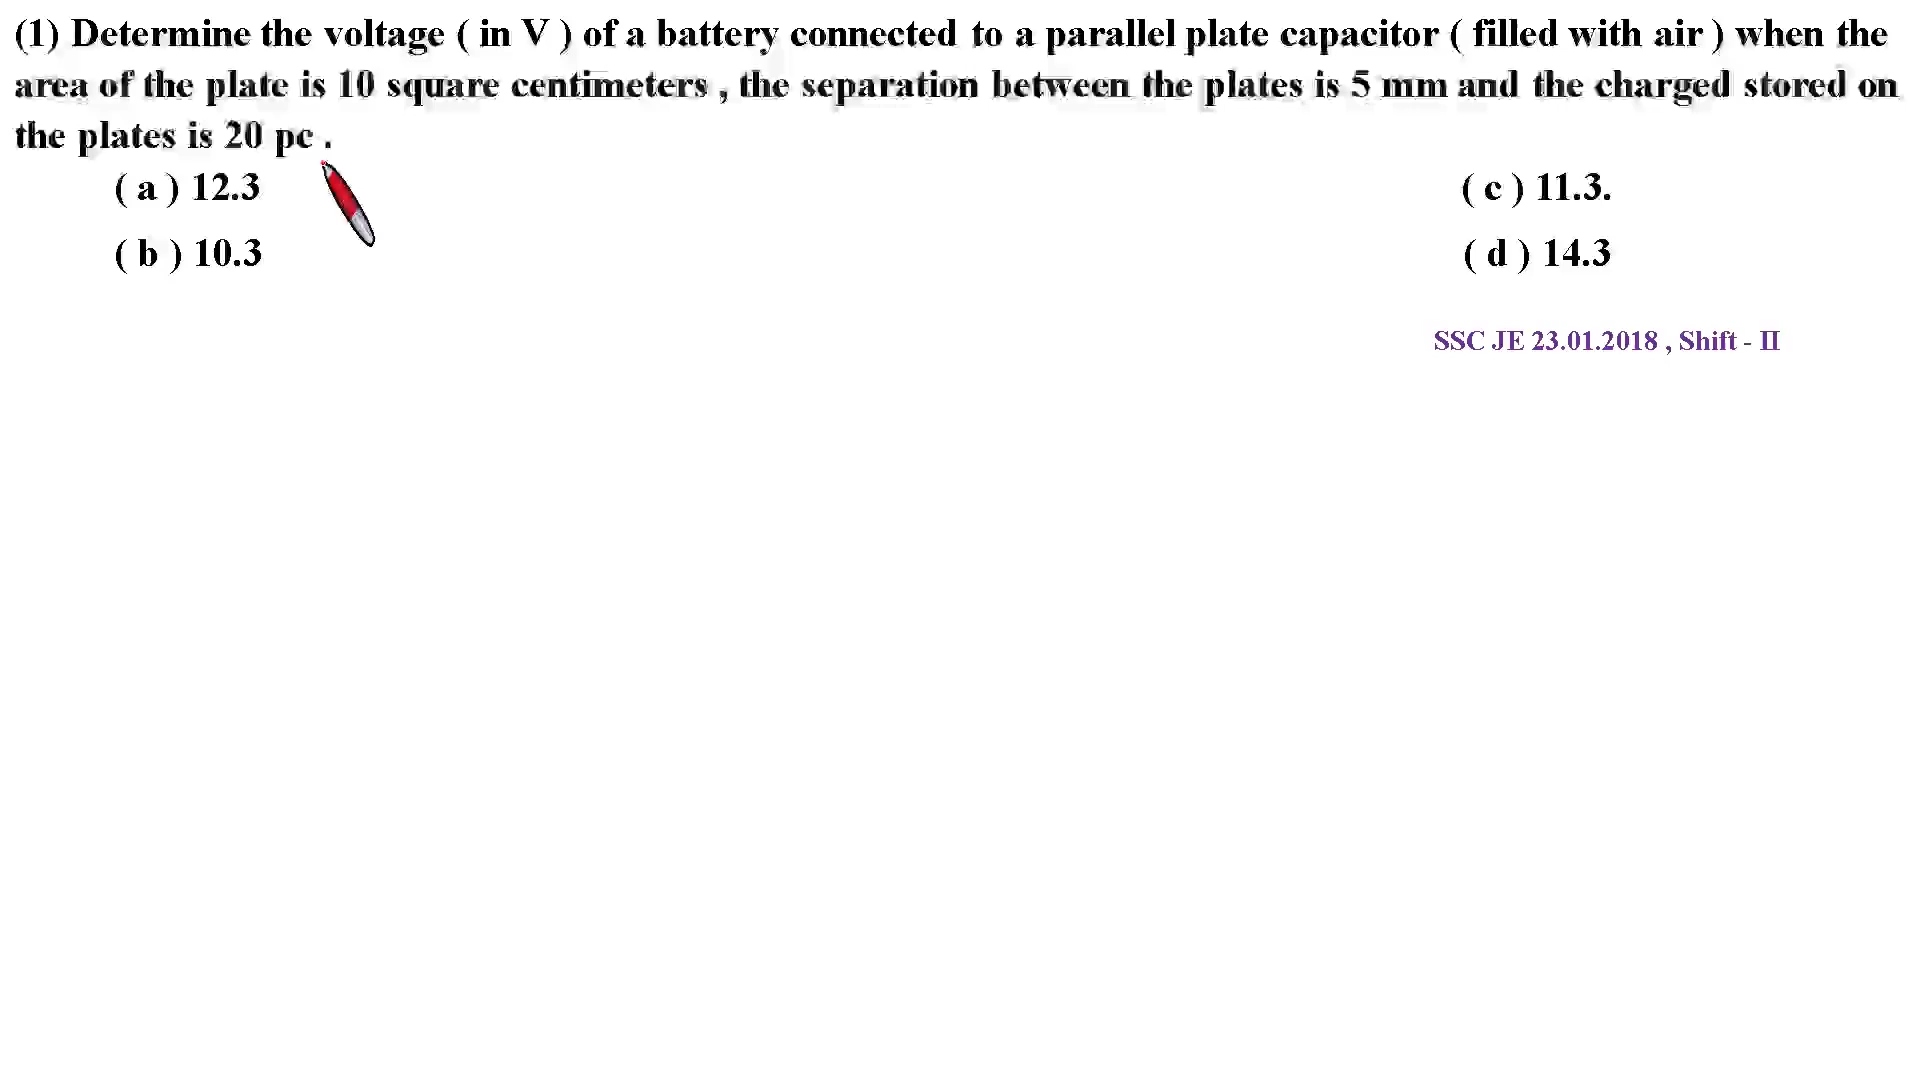 (1) Determine the voltage ( in V ) of a battery connected to a parallel plate capacitor ( filled with air ) when the
area of the plate is 10 square centimeters , the separation between the plates is 5 mm and the charged stored on
the plates is 20 pc .
( a ) 12.3
( c ) 11.3.
( b ) 10.3
( d ) 14.3
SSC JE 23.01.2018 , Shift - II